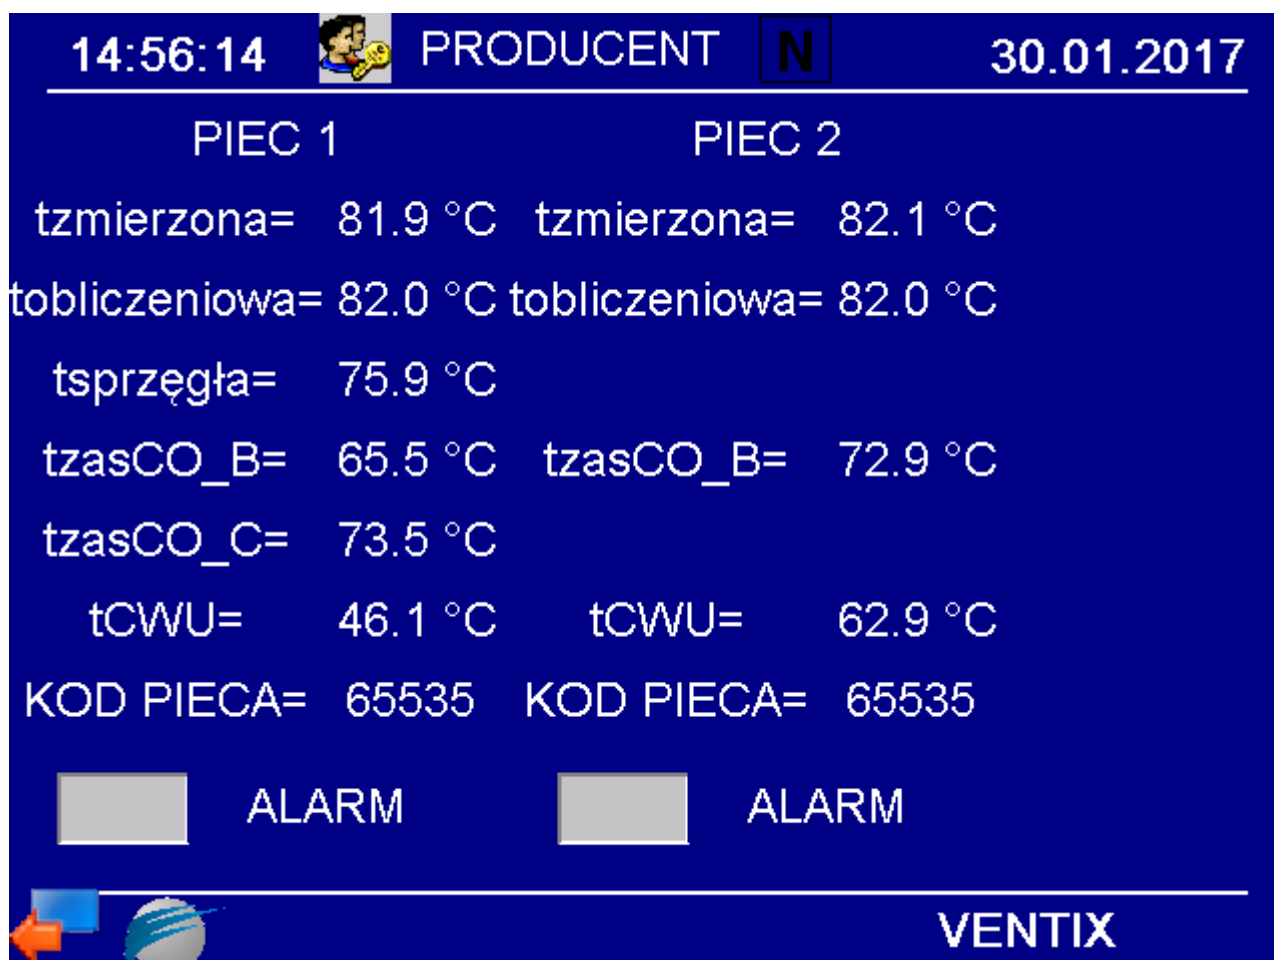 14:56:14 PRODUCENT N 30.01.2017
PIEC 1 PIEC 2
tzmierzona= 81.9 °C tzmierzona= 82.1 °C
tobliczeniowa= 82.0 °C tobliczeniowa= 82.0 °C
tsprzęgła= 75.9 °C
tzasCO_B= 65.5 °C tzasCO_B= 72.9 °C
tzasCO_C= 73.5 °C
tCWU= 46.1 °C tCWU= 62.9 °C
KOD PIECA= 65535 KOD PIECA= 65535
ALARM ALARM
VENTIX